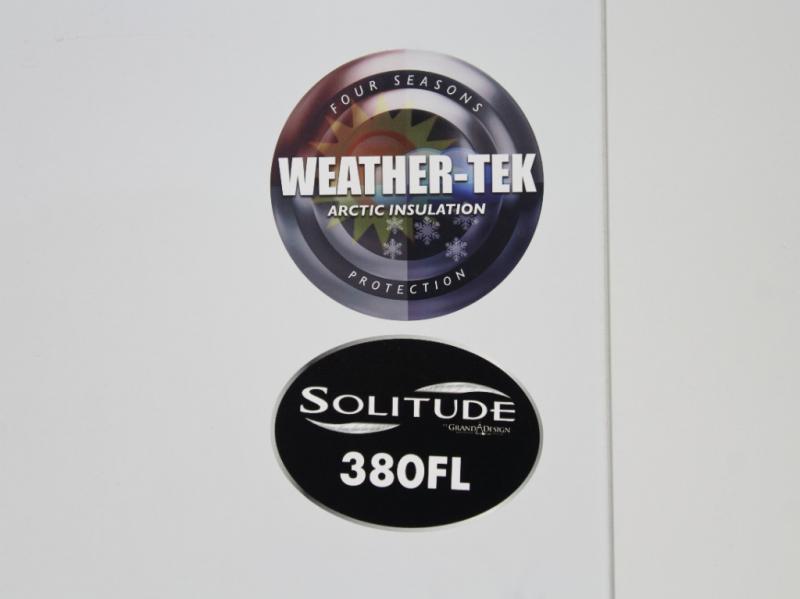 FOUR SEASONS
WEATHER-TEK
ARCTIC INSULATION
PROTECTION
SOLITUDE
BY GRAND DESIGN
380FL